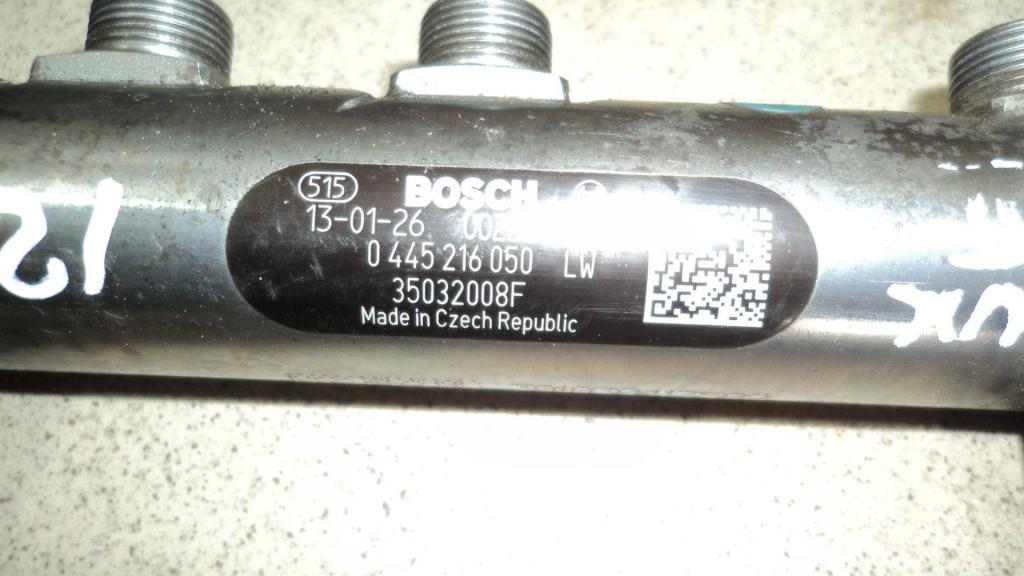 515 BOSCH
13-01-26
0 445 216 050 LW
35032008F
Made in Czech Republic